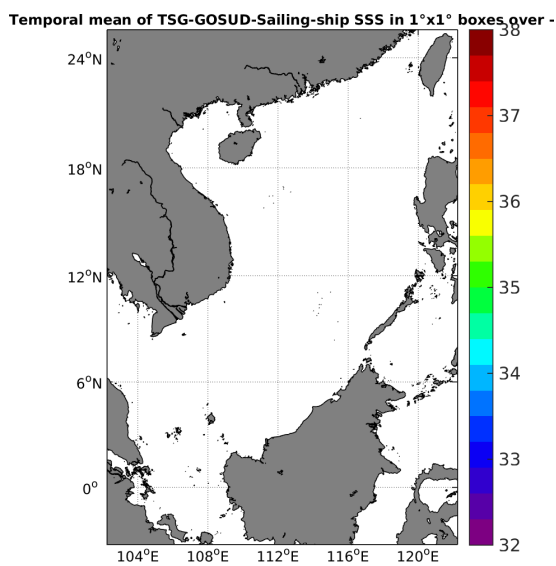 Temporal mean of TSG-GOSUD-Sailing-ship SSS in 1°x1° boxes over -
24°N
18°N
12°N
6°N
0°
104°E
108°E
112°E
116°E
120°E
38
37
36
35
34
33
32